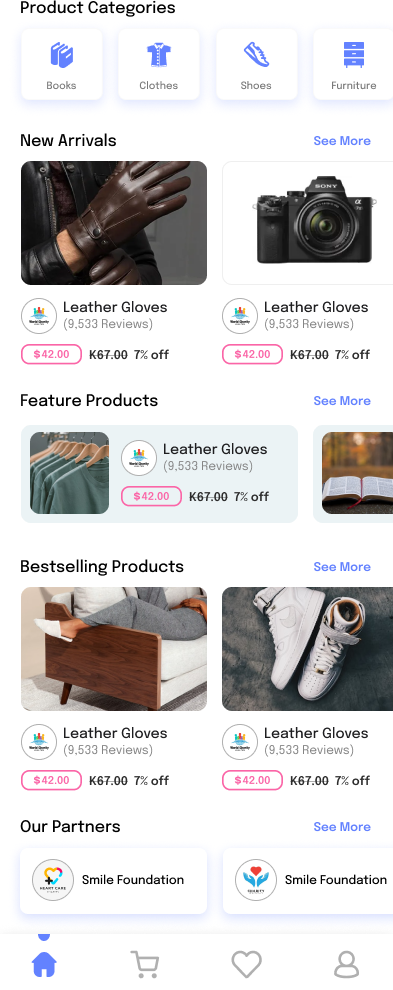 Product Categories
Books
Clothes
Shoes
Furniture
New Arrivals
See More
SONY
Leather Gloves
(9,533 Reviews)
$42.00 K67.00 7% off
Leather Gloves
(9,533 Reviews)
$42.00 K67.00 7% off
Feature Products
See More
Leather Gloves
(9,533 Reviews)
$42.00 K67.00 7% off
Bestselling Products
See More
Leather Gloves
(9,533 Reviews)
$42.00 K67.00 7% off
Leather Gloves
(9,533 Reviews)
$42.00 K67.00 7% off
Our Partners
See More
HEART CARE
Smile Foundation
CHARITY
Smile Foundation